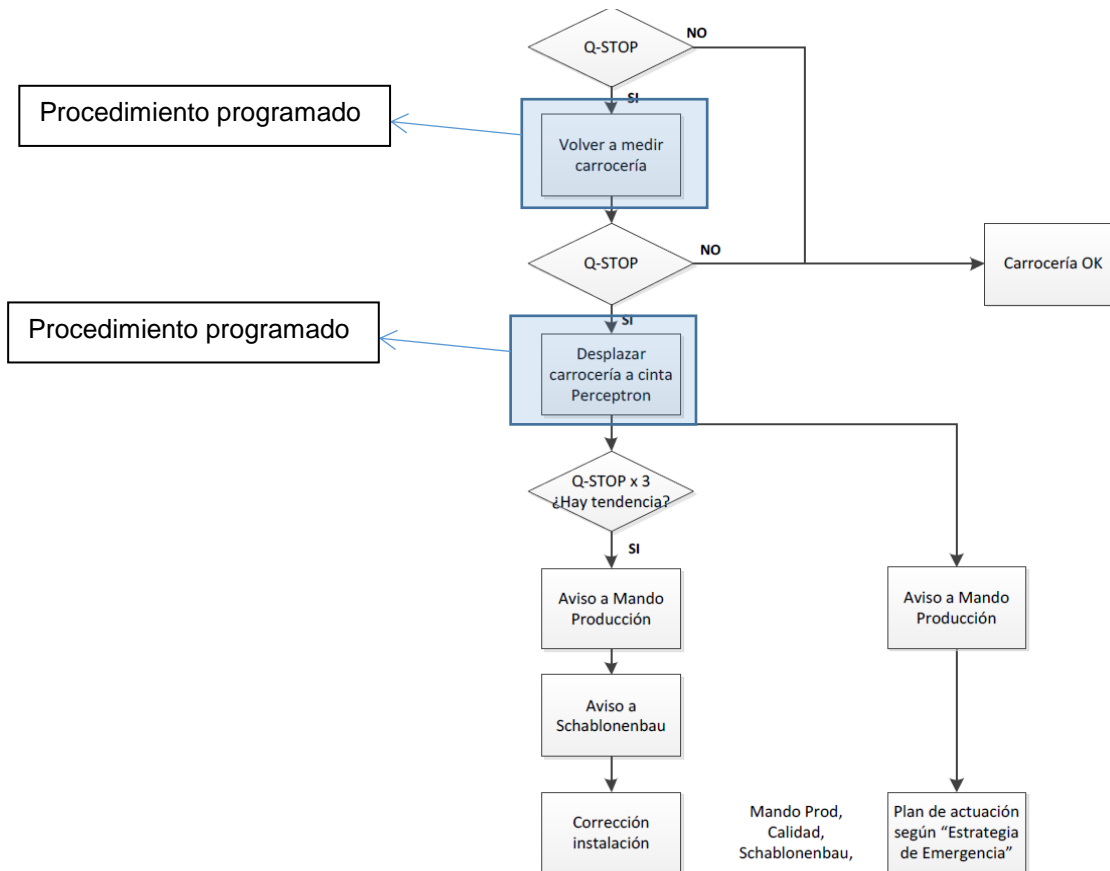 Q-STOP
NO
SI
Procedimiento programado
Volver a medir
carrocería
Q-STOP
NO
Carrocería OK
SI
Procedimiento programado
Desplazar
carrocería a cinta
Perceptron
Q-STOP x 3
¿Hay tendencia?
SI
Aviso a Mando
Producción
Aviso a Mando
Producción
Aviso a
Schablonenbau
Corrección
instalación
Mando Prod,
Calidad,
Schablonenbau,
Plan de actuación
según “Estrategia
de Emergencia”